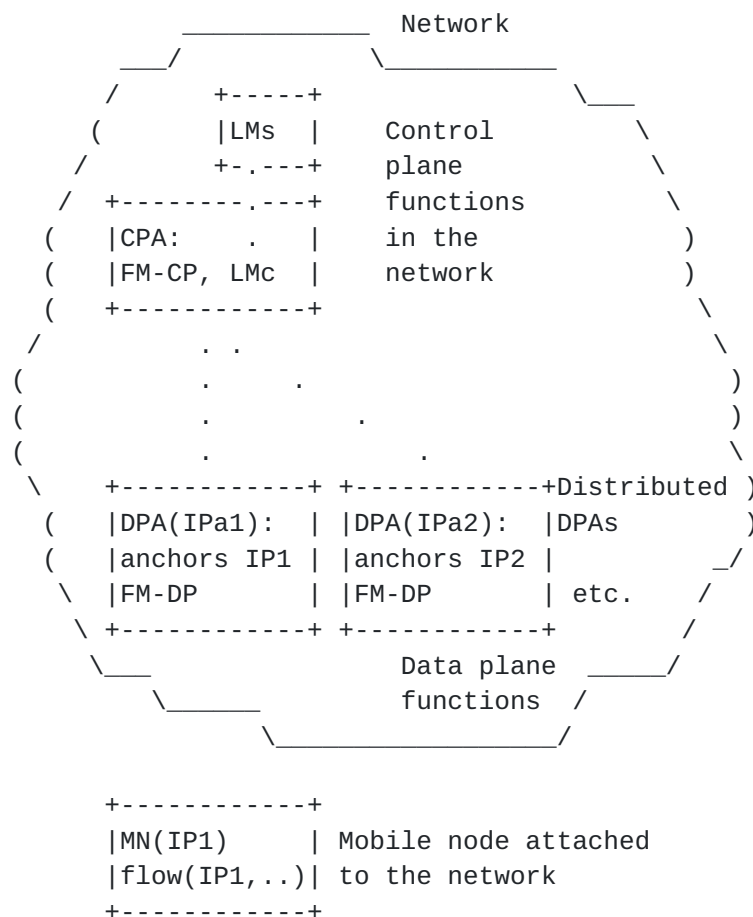 Network
LMs Control
plane
functions
CPA: in the
FM-CP, LMc network
Distributed
DPA(IPa1): DPA(IPa2): DPAs
anchors IP1 anchors IP2
FM-DP FM-DP etc.
Data plane
functions
MN(IP1) Mobile node attached
flow(IP1,..) to the network